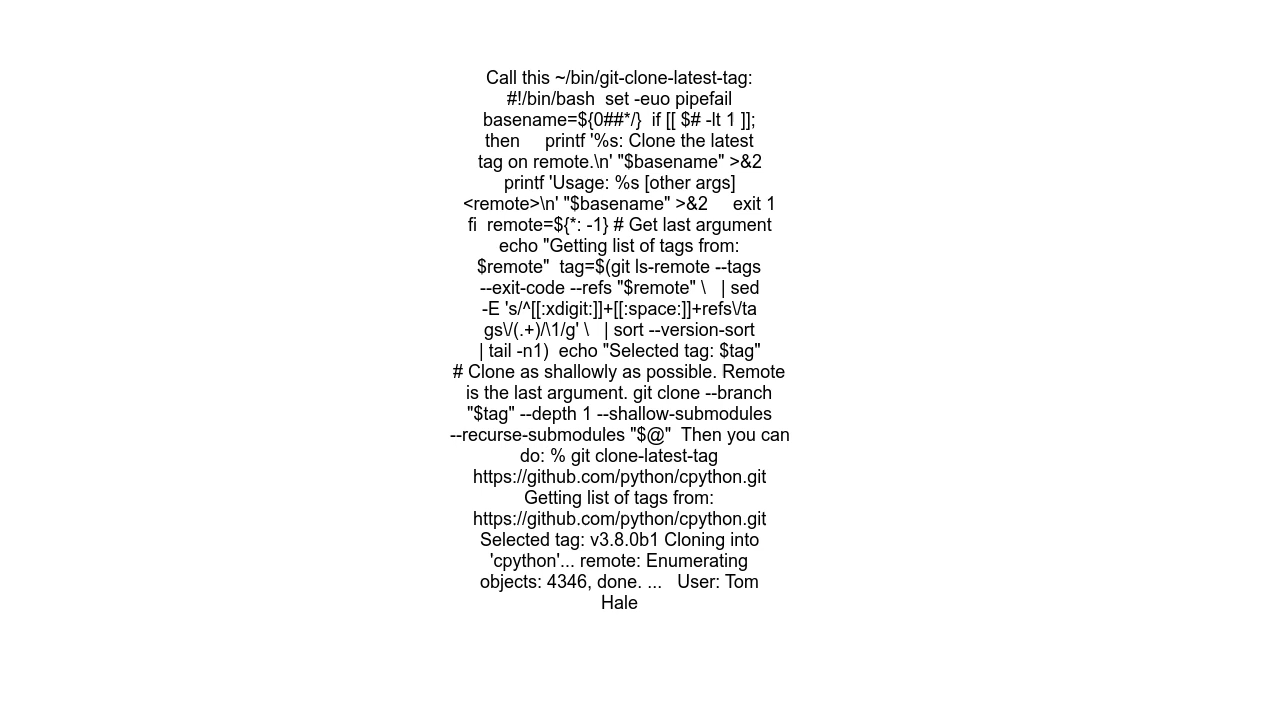 Call this ~/bin/git-clone-latest-tag:
#!/bin/bash  set -euo pipefail
basename=${0##*/}  if [[ $# -lt 1 ]];
then     printf '%s: Clone the latest
tag on remote.\n' "$basename" >&2
printf 'Usage: %s [other args]
<remote>\n' "$basename" >&2     exit 1
fi  remote=${*: -1} # Get last argument
echo "Getting list of tags from:
$remote"  tag=$(git ls-remote --tags
--exit-code --refs "$remote" \   | sed
-E 's/^[[:xdigit:]]+[[:space:]]+refs\/ta
gs\/(.+)/\1/g' \   | sort --version-sort
| tail -n1)  echo "Selected tag: $tag"
# Clone as shallowly as possible. Remote
is the last argument. git clone --branch
"$tag" --depth 1 --shallow-submodules
--recurse-submodules "$@"  Then you can
do: % git clone-latest-tag
https://github.com/python/cpython.git
Getting list of tags from:
https://github.com/python/cpython.git
Selected tag: v3.8.0b1 Cloning into
'cpython'... remote: Enumerating
objects: 4346, done. ...   User: Tom
Hale